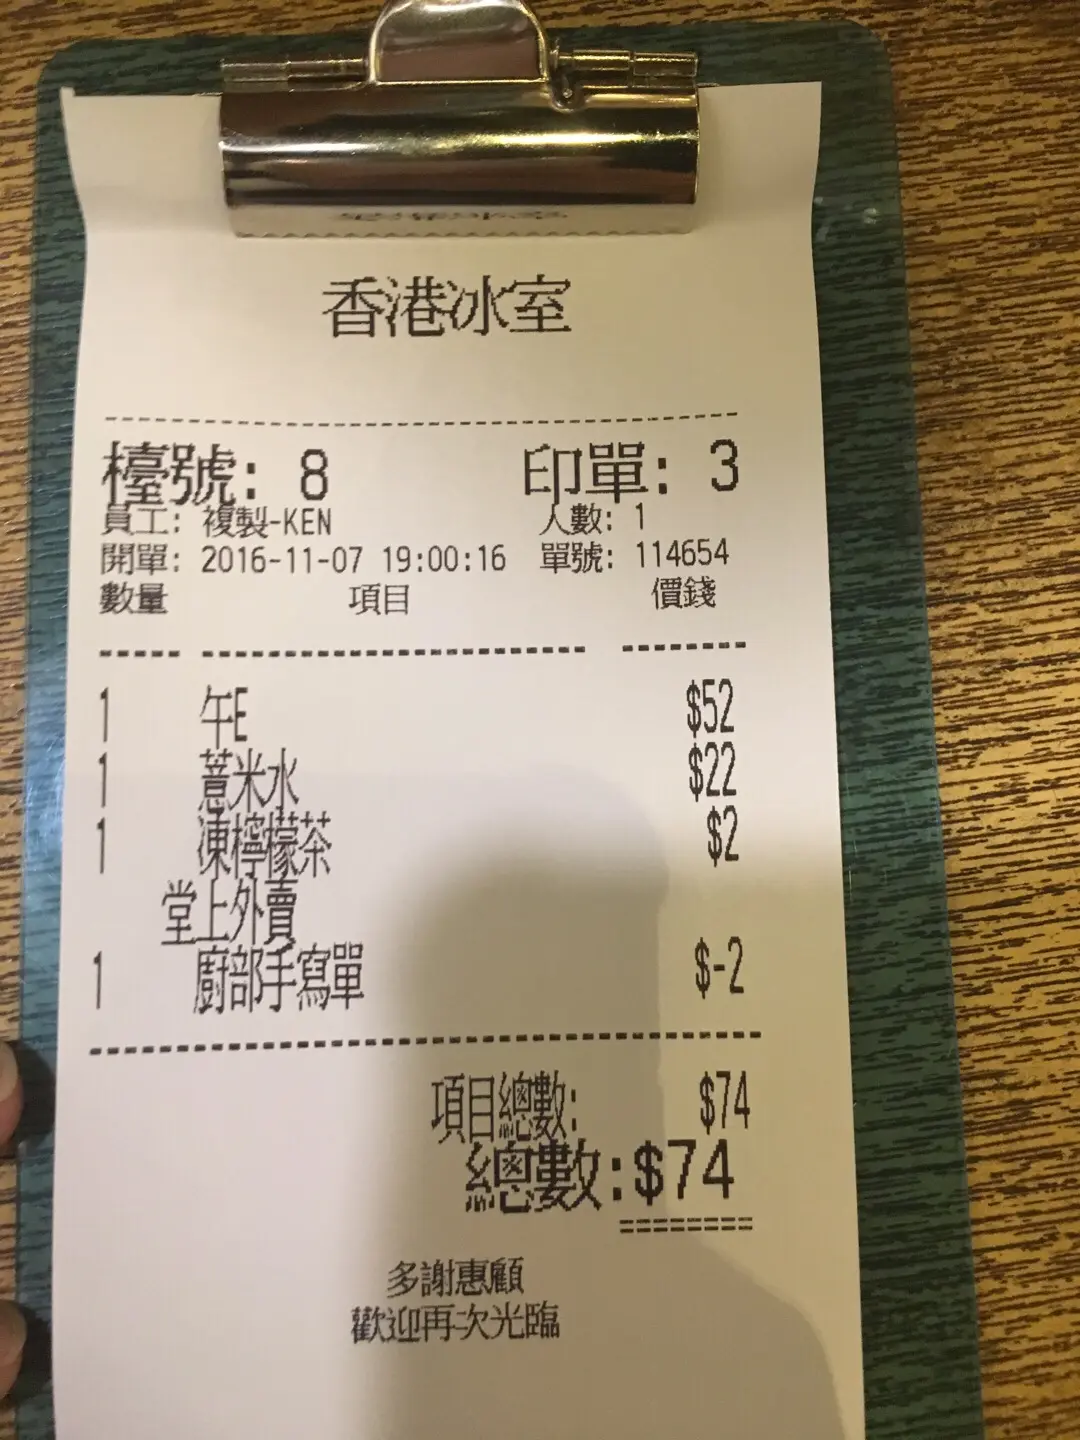 香港冰室
檯號: 8 印單: 3
員工: 複製-KEN 人數: 1
開單: 2016-11-07 19:00:16 單號: 114654
數量 項目 價錢
1 午E $52
1 薏米水 $22
1 凍檸檬茶 $2
堂上外賣
1 廚部手寫單 $-2
項目總數: $74
總數:$74
多謝惠顧
歡迎再次光臨